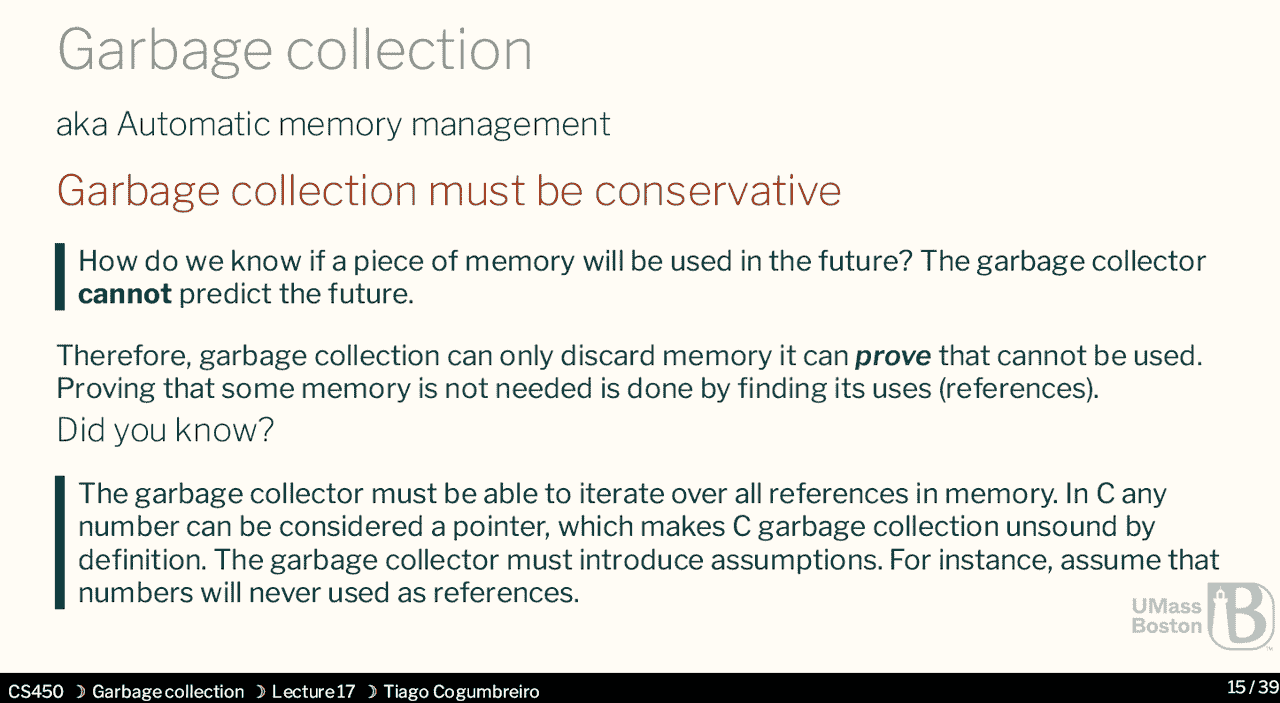 Garbage collection
aka Automatic memory management
Garbage collection must be conservative
How do we know if a piece of memory will be used in the future? The garbage collector
cannot predict the future.
Therefore, garbage collection can only discard memory it can prove that cannot be used.
Proving that some memory is not needed is done by finding its uses (references).
Did you know?
The garbage collector must be able to iterate over all references in memory. In C any
number can be considered a pointer, which makes C garbage collection unsound by
definition. The garbage collector must introduce assumptions. For instance, assume that
numbers will never used as references.
UMass
Boston
B
TM
CS450 ☽ Garbage collection ☽ Lecture 17 ☽ Tiago Cogumbreiro
15 / 39